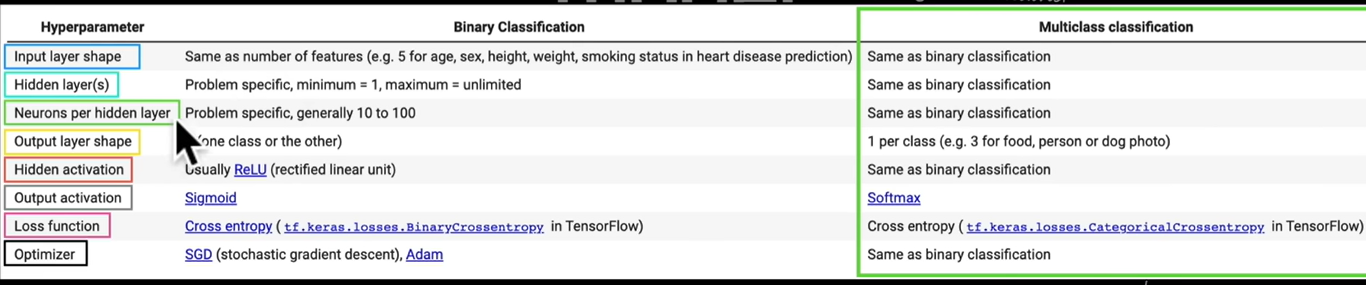 Hyperparameter Binary Classification Multiclass classification
Input layer shape Same as number of features (e.g. 5 for age, sex, height, weight, smoking status in heart disease prediction) Same as binary classification
Hidden layer(s) Problem specific, minimum = 1, maximum = unlimited Same as binary classification
Neurons per hidden layer Problem specific, generally 10 to 100 Same as binary classification
Output layer shape (one class or the other) 1 per class (e.g. 3 for food, person or dog photo)
Hidden activation Usually ReLU (rectified linear unit) Same as binary classification
Output activation Sigmoid Softmax
Loss function Cross entropy ( tf.keras.losses.BinaryCrossentropy in TensorFlow) Cross entropy ( tf.keras.losses.CategoricalCrossentropy in TensorFlow)
Optimizer SGD (stochastic gradient descent), Adam Same as binary classification